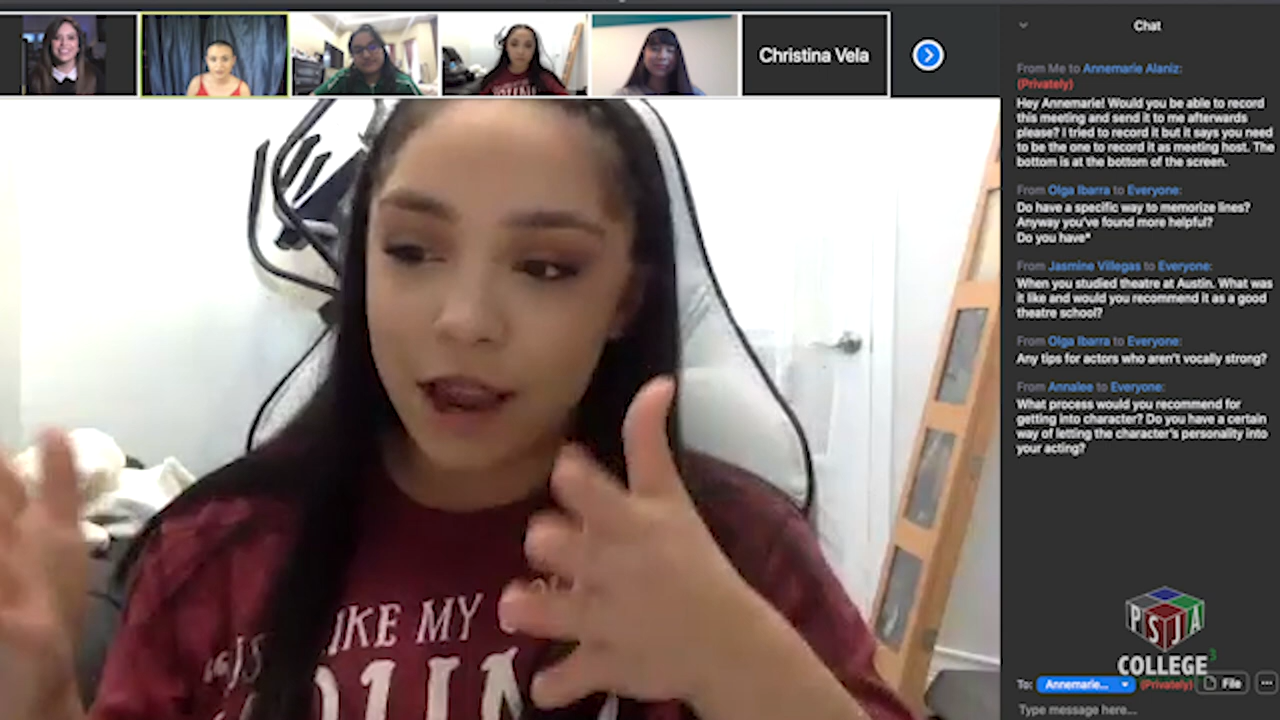 Christina Vela
Chat
From Me to Annemarie Alaniz:
(Privately)
Hey Annemarie! Would you be able to record
this meeting and send it to me afterwards
please? I tried to record it but it says you need
to be the one to record it as meeting host. The
bottom is at the bottom of the screen.
From Olga Ibarra to Everyone:
Do have a specific way to memorize lines?
Anyway you've found more helpful?
Do you have*
From Jasmine Villegas to Everyone:
When you studied theatre at Austin. What was
it like and would you recommend it as a good
theatre school?
From Olga Ibarra to Everyone:
Any tips for actors who aren't vocally strong?
From Annalee to Everyone:
What process would you recommend for
getting into character? Do you have a certain
way of letting the character's personality into
your acting?
IKE MY
PSJA
COLLEGE³
To: Annemarie... (Privately) File
Type message here...